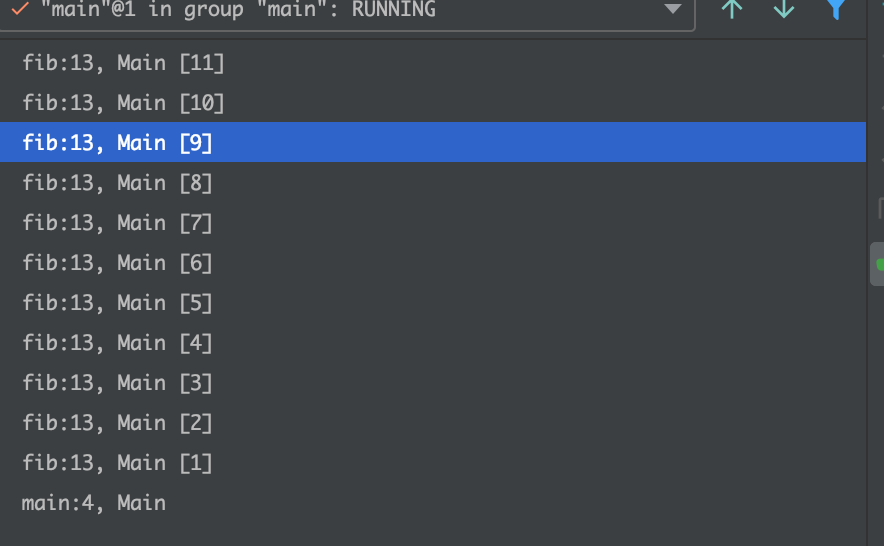 "main"@1 in group "main": RUNNING
fib:13, Main [11]
fib:13, Main [10]
fib:13, Main [9]
fib:13, Main [8]
fib:13, Main [7]
fib:13, Main [6]
fib:13, Main [5]
fib:13, Main [4]
fib:13, Main [3]
fib:13, Main [2]
fib:13, Main [1]
main:4, Main